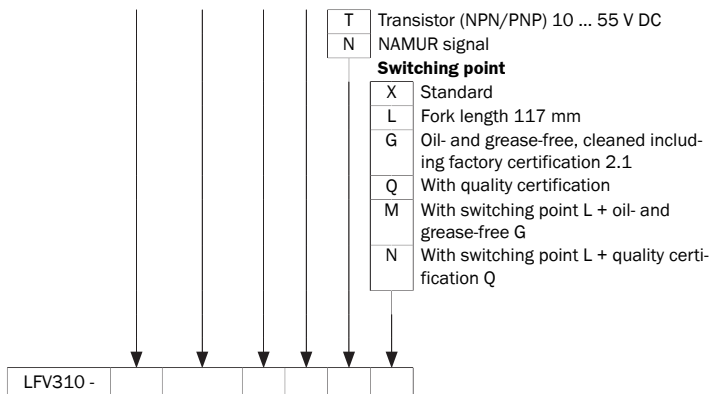 T Transistor (NPN/PNP) 10 ... 55 V DC
N NAMUR signal
Switching point
X Standard
L Fork length 117 mm
G Oil- and grease-free, cleaned includ-
ing factory certification 2.1
Q With quality certification
M With switching point L + oil- and
grease-free G
N With switching point L + quality certi-
fication Q
LFV310 -